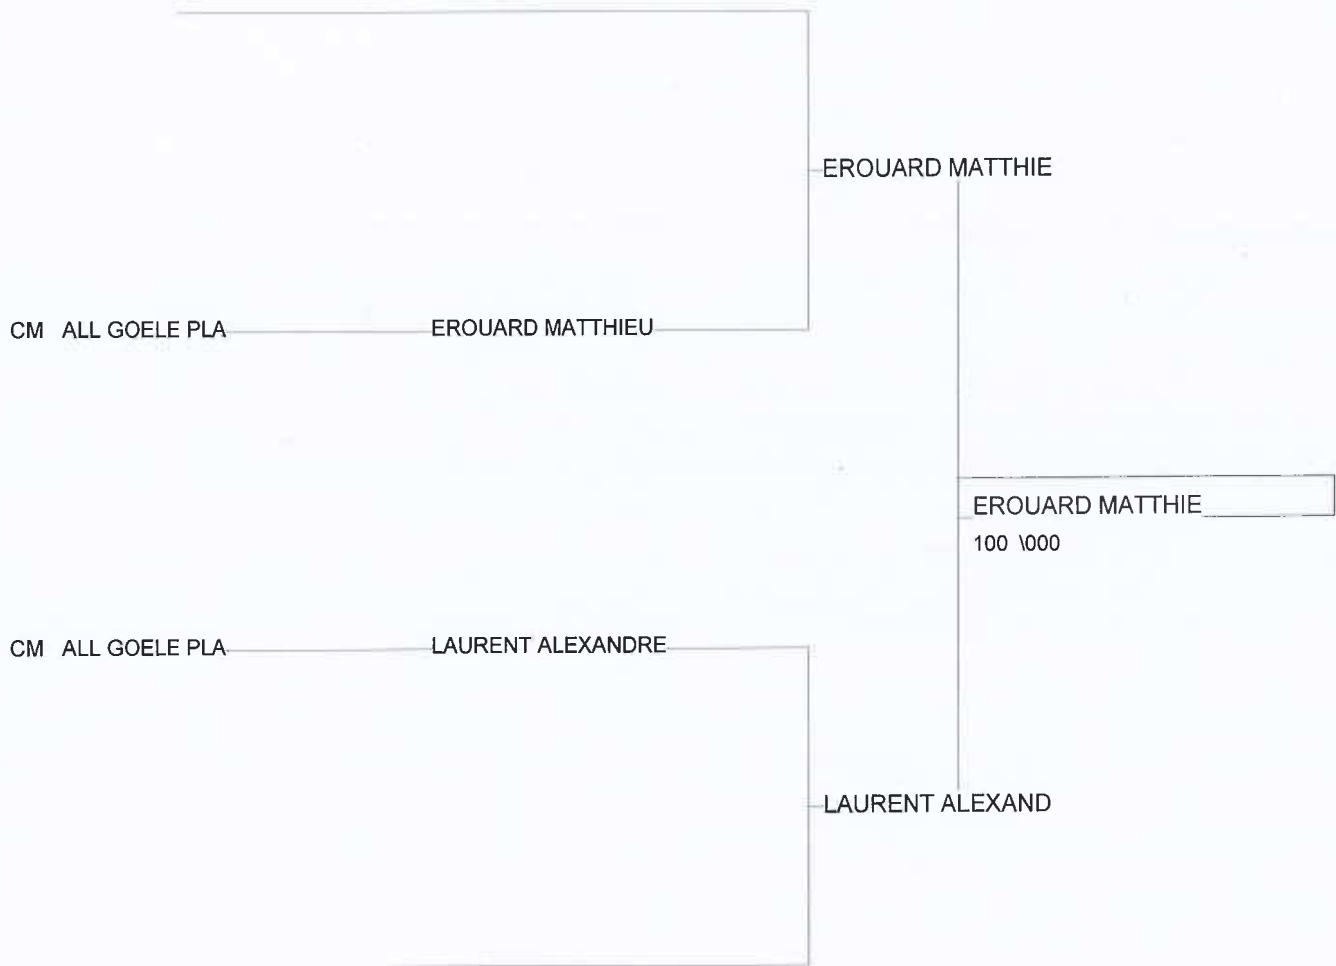 EROUARD MATTHIE
CM ALL GOELE PLA EROUARD MATTHIEU
EROUARD MATTHIE
100 \000
CM ALL GOELE PLA LAURENT ALEXANDRE
LAURENT ALEXAND